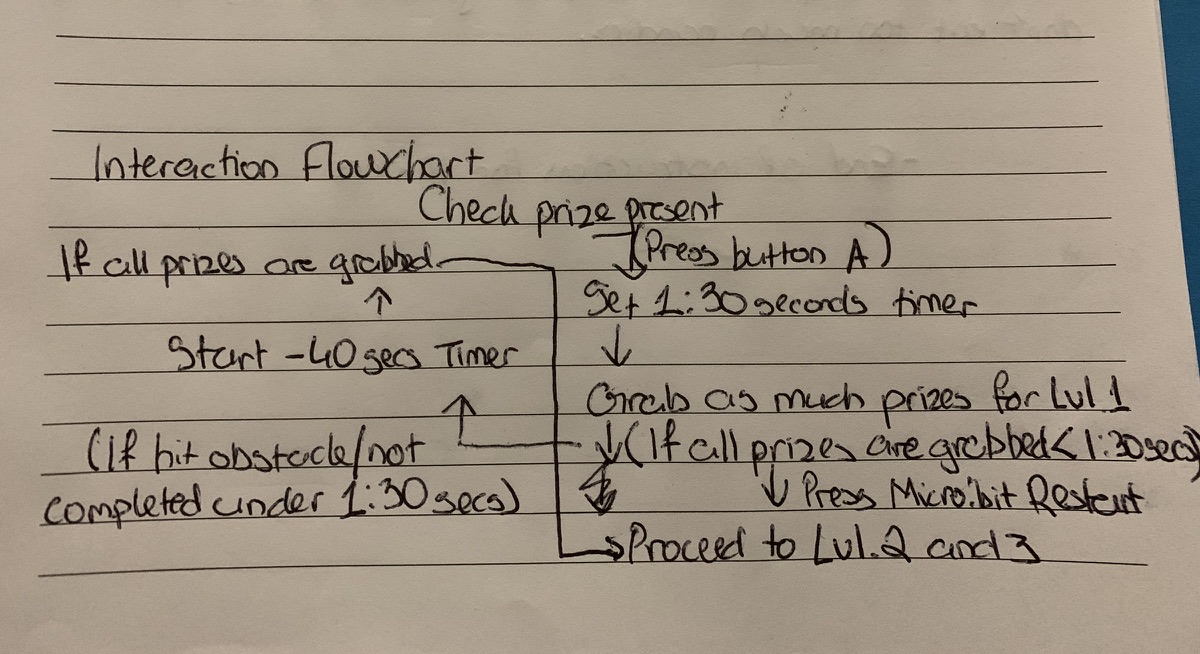 Interaction Flowchart
Check prize present
If all prizes are grabbed
(Press button A)
Set 1:30 seconds timer
Start -40 secs Timer
Grab as much prizes for Lvl 1
(If hit obstacle/not
(If all prizes are grabbed < 1:30 secs)
completed under 1:30 secs)
Press Micro:bit Restart
Proceed to Lvl.2 and 3